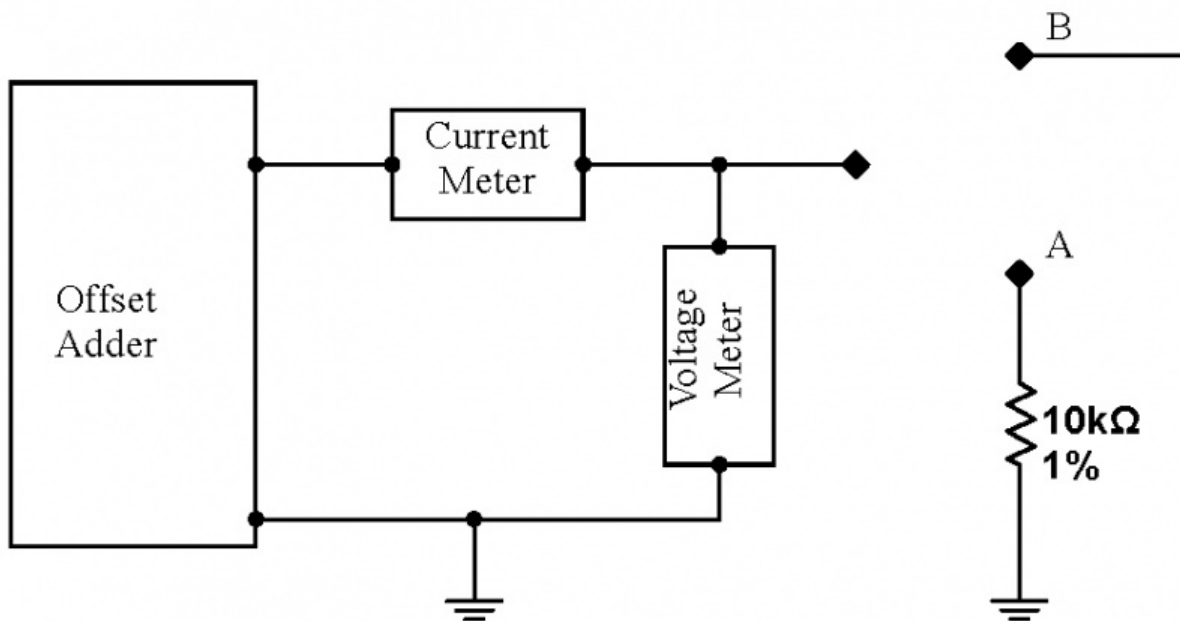 B
Current
Meter
A
Offset
Adder
Voltage
Meter
10kΩ
1%